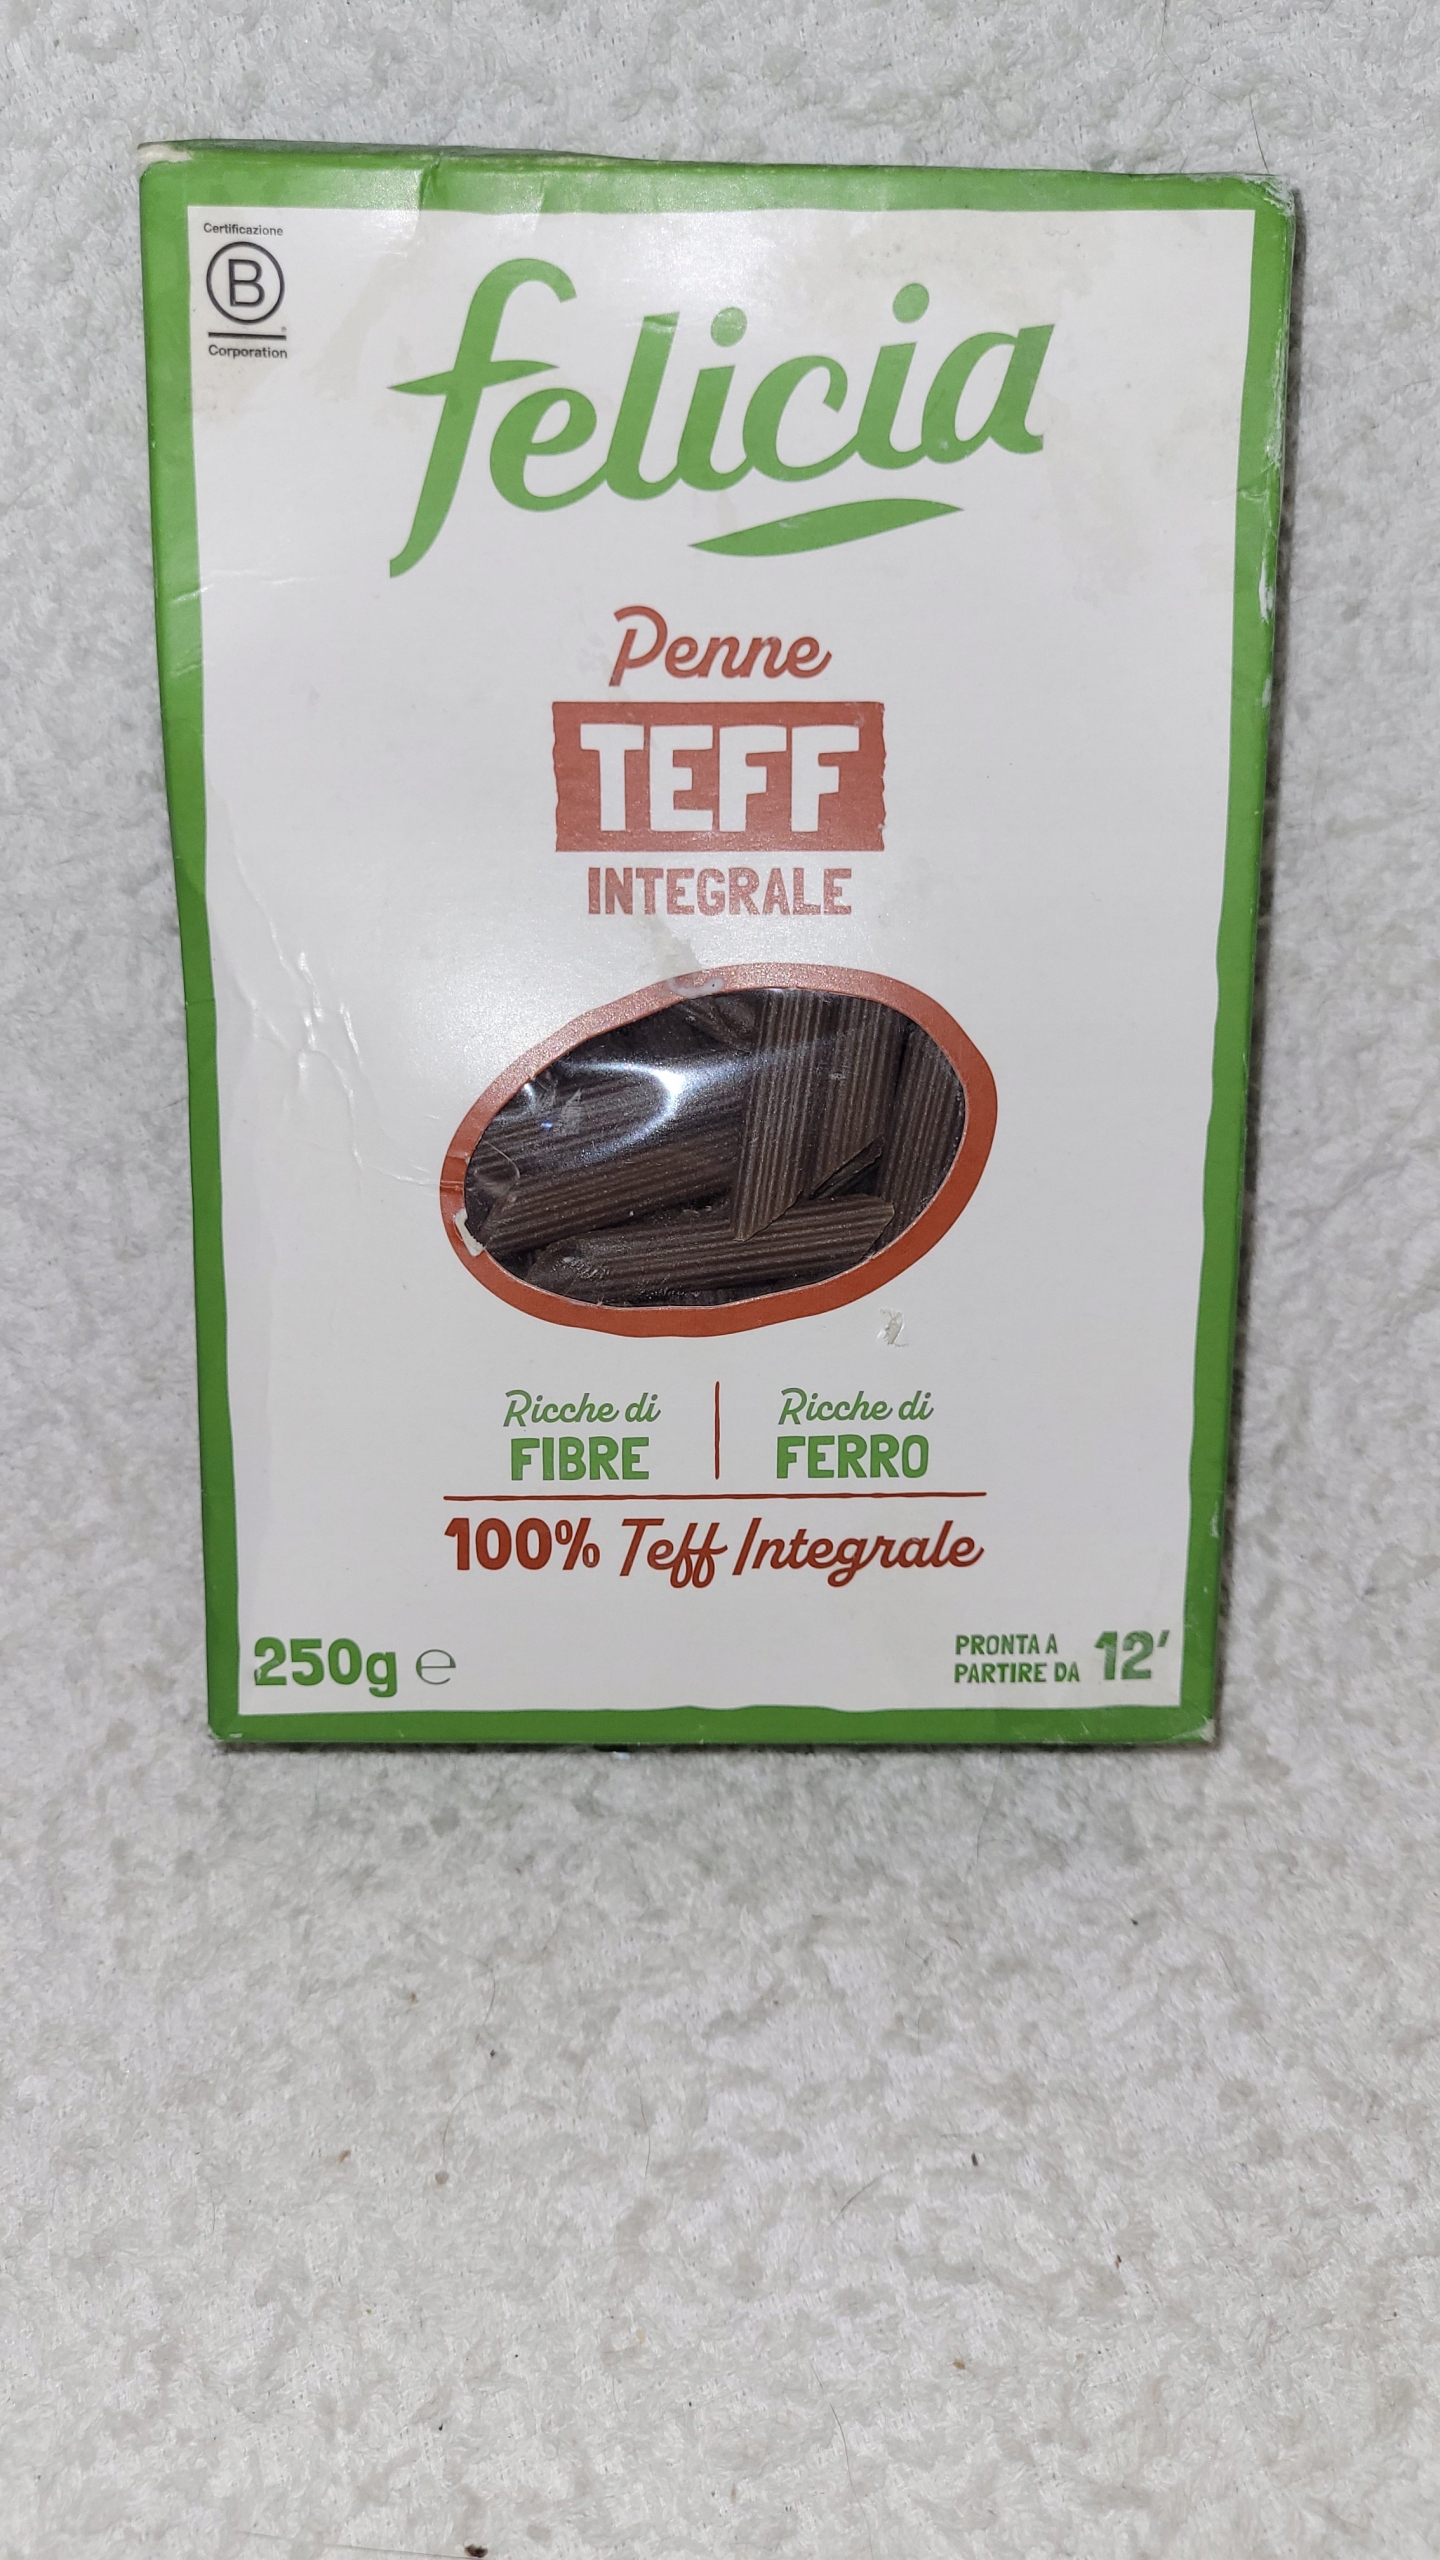 Certificazione
B
Corporation
felicia
Penne
TEFF
INTEGRALE
Ricche di
FIBRE
Ricche di
FERRO
100% Teff Integrale
250g ℮
PRONTA A
PARTIRE DA 12'